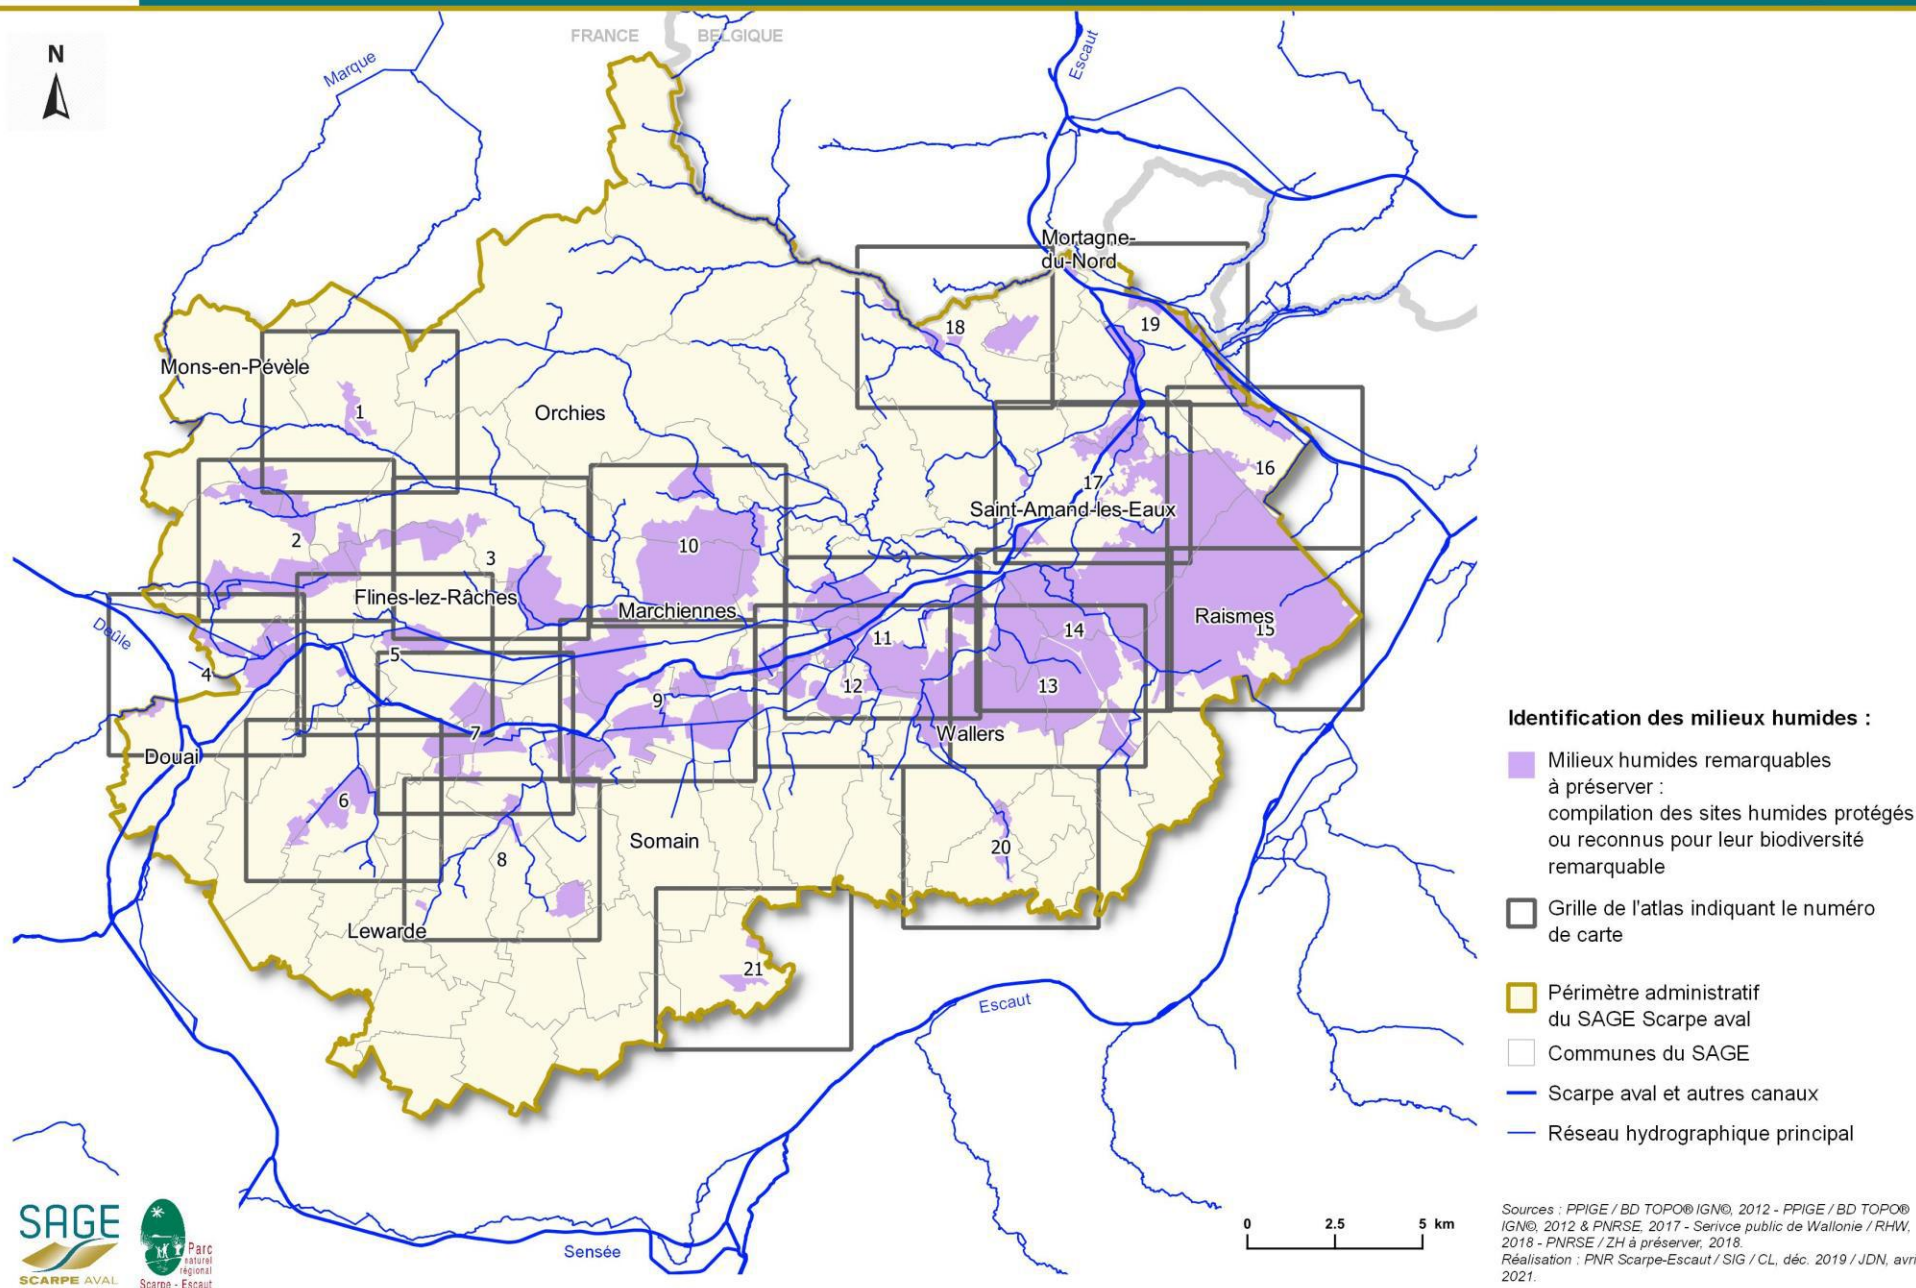 FRANCE
BELGIQUE
N
Marque
Escaut
Mortagne-
du-Nord
18
19
Mons-en-Pévèle
1
Orchies
16
17
Saint-Amand-les-Eaux
2
3
10
Flines-lez-Râches
Marchiennes
Raismes
15
Deûle
14
11
5
4
13
12
9
7
Wallers
Douai
6
Somain
20
8
Lewarde
21
Escaut
Sensée
Identification des milieux humides :
Milieux humides remarquables
à préserver :
compilation des sites humides protégés
ou reconnus pour leur biodiversité
remarquable
Grille de l'atlas indiquant le numéro
de carte
Périmètre administratif
du SAGE Scarpe aval
Communes du SAGE
Scarpe aval et autres canaux
Réseau hydrographique principal
0 2.5 5 km
Sources : PPIGE / BD TOPO® IGN©, 2012 - PPIGE / BD TOPO®
IGN©, 2012 & PNRSE, 2017 - Serivce public de Wallonie / RHW,
2018 - PNRSE / ZH à préserver, 2018.
Réalisation : PNR Scarpe-Escaut / SIG / CL, déc. 2019 / JDN, avri
2021.
SAGE
SCARPE AVAL
Parc
naturel
régional
Scarpe - Escaut